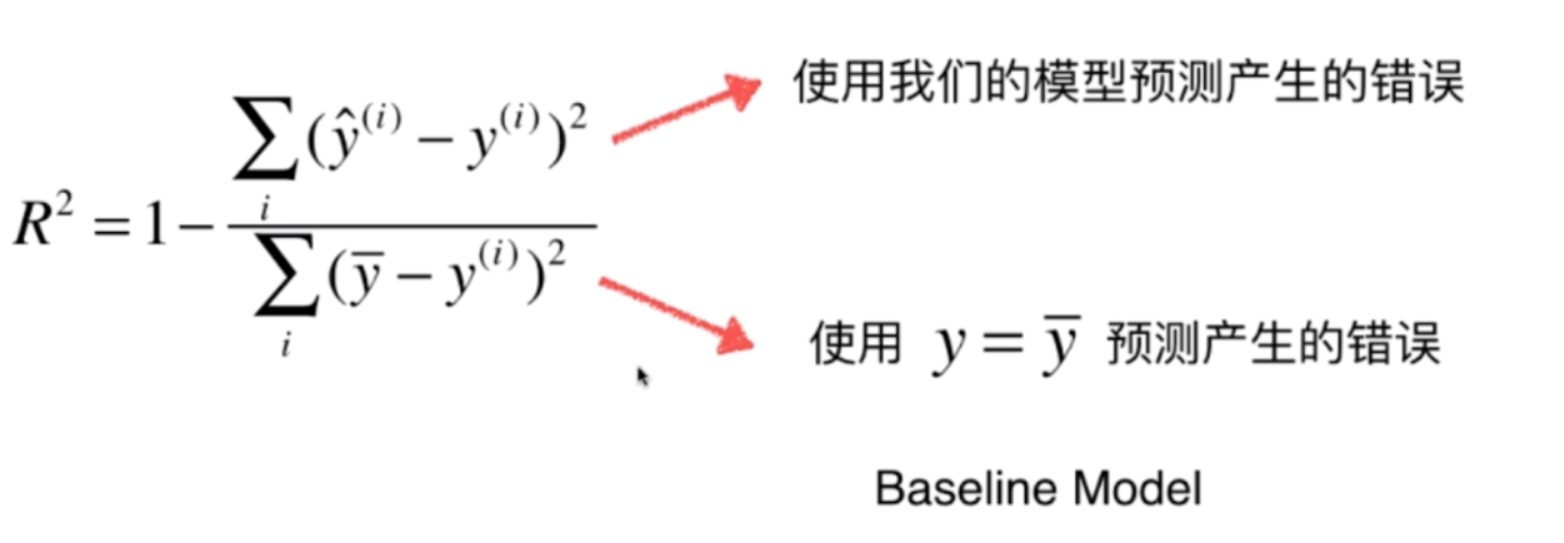 使用我们的模型预测产生的错误
R² = 1 − \frac{\sum_i (\hat{y}^{(i)} − y^{(i)})^2}{\sum_i (\overline{y} − y^{(i)})^2}
使用 y = \overline{y} 预测产生的错误
Baseline Model